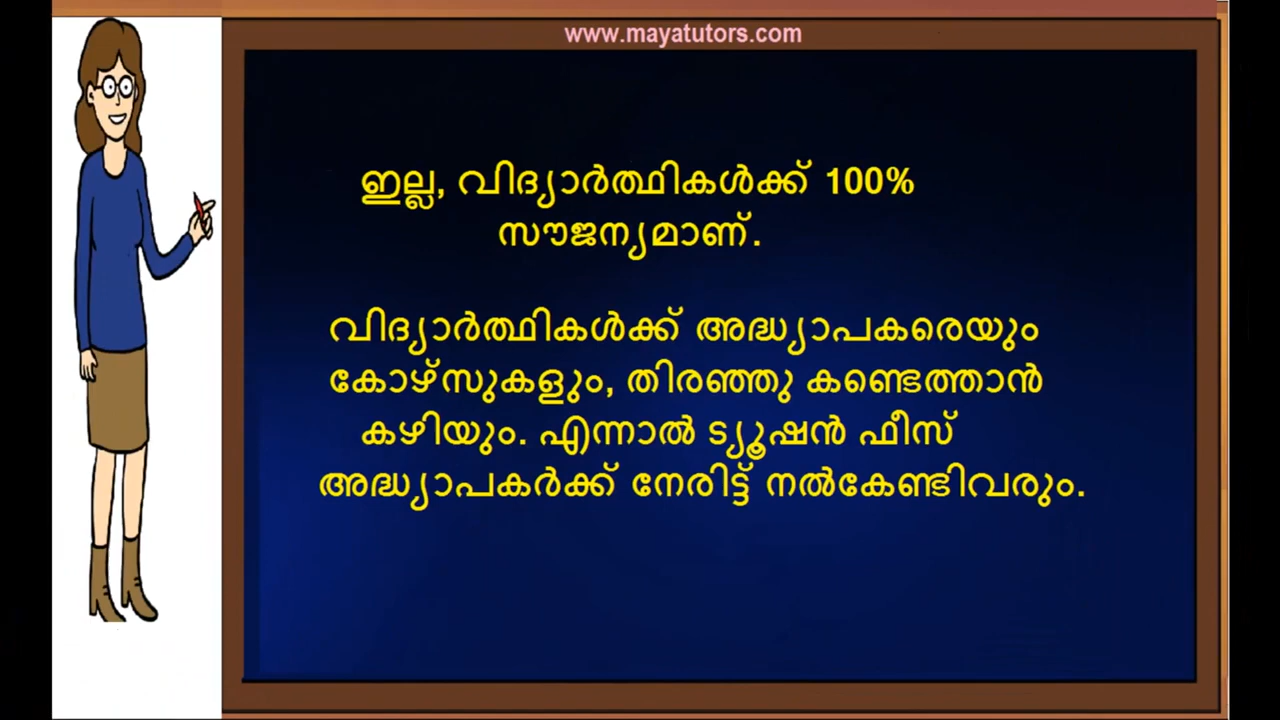 www.mayatutors.com
ഇല്ല, വിദ്യാർത്ഥികൾക്ക് 100%
സൗജന്യമാണ്.
വിദ്യാർത്ഥികൾക്ക് അദ്ധ്യാപകരെയും
കോഴ്സുകളും, തിരഞ്ഞു കണ്ടെത്താൻ
കഴിയും. എന്നാൽ ട്യൂഷൻ ഫീസ്
അദ്ധ്യാപകർക്ക് നേരിട്ട് നൽകേണ്ടിവരും.